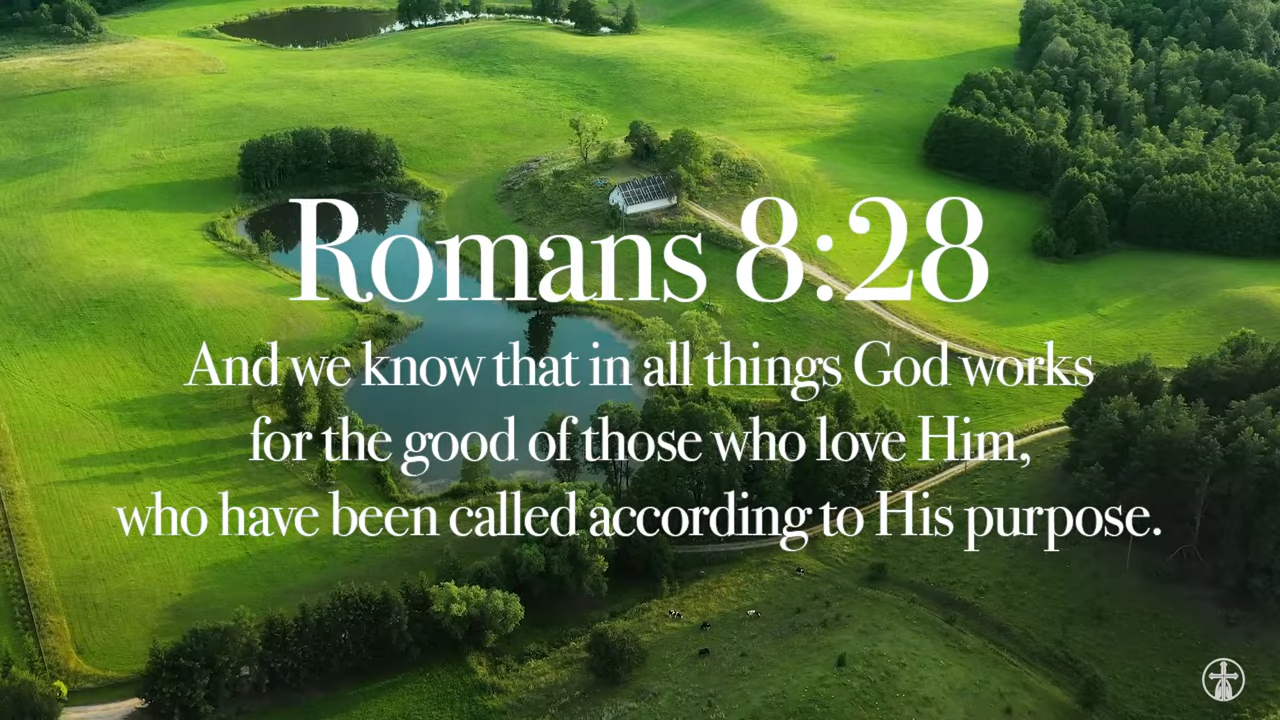 Romans 8:28
And we know that in all things God works
for the good of those who love Him,
who have been called according to His purpose.